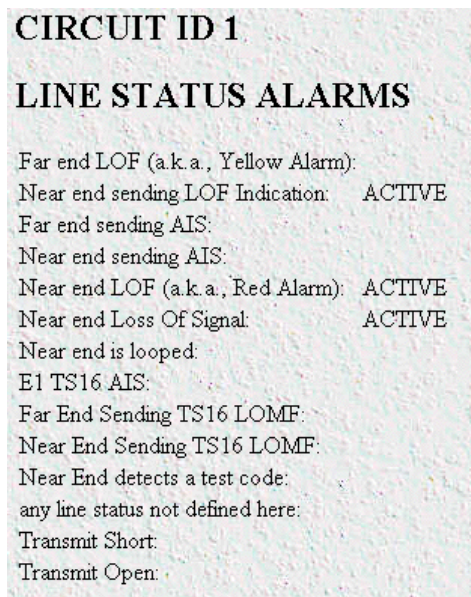 CIRCUIT ID 1
LINE STATUS ALARMS
Far end LOF (a.k.a., Yellow Alarm):
Near end sending LOF Indication: ACTIVE
Far end sending AIS:
Near end sending AIS:
Near end LOF (a.k.a., Red Alarm): ACTIVE
Near end Loss Of Signal: ACTIVE
Near end is looped:
E1 TS16 AIS:
Far End Sending TS16 LOMF:
Near End Sending TS16 LOMF:
Near End detects a test code:
any line status not defined here:
Transmit Short:
Transmit Open: